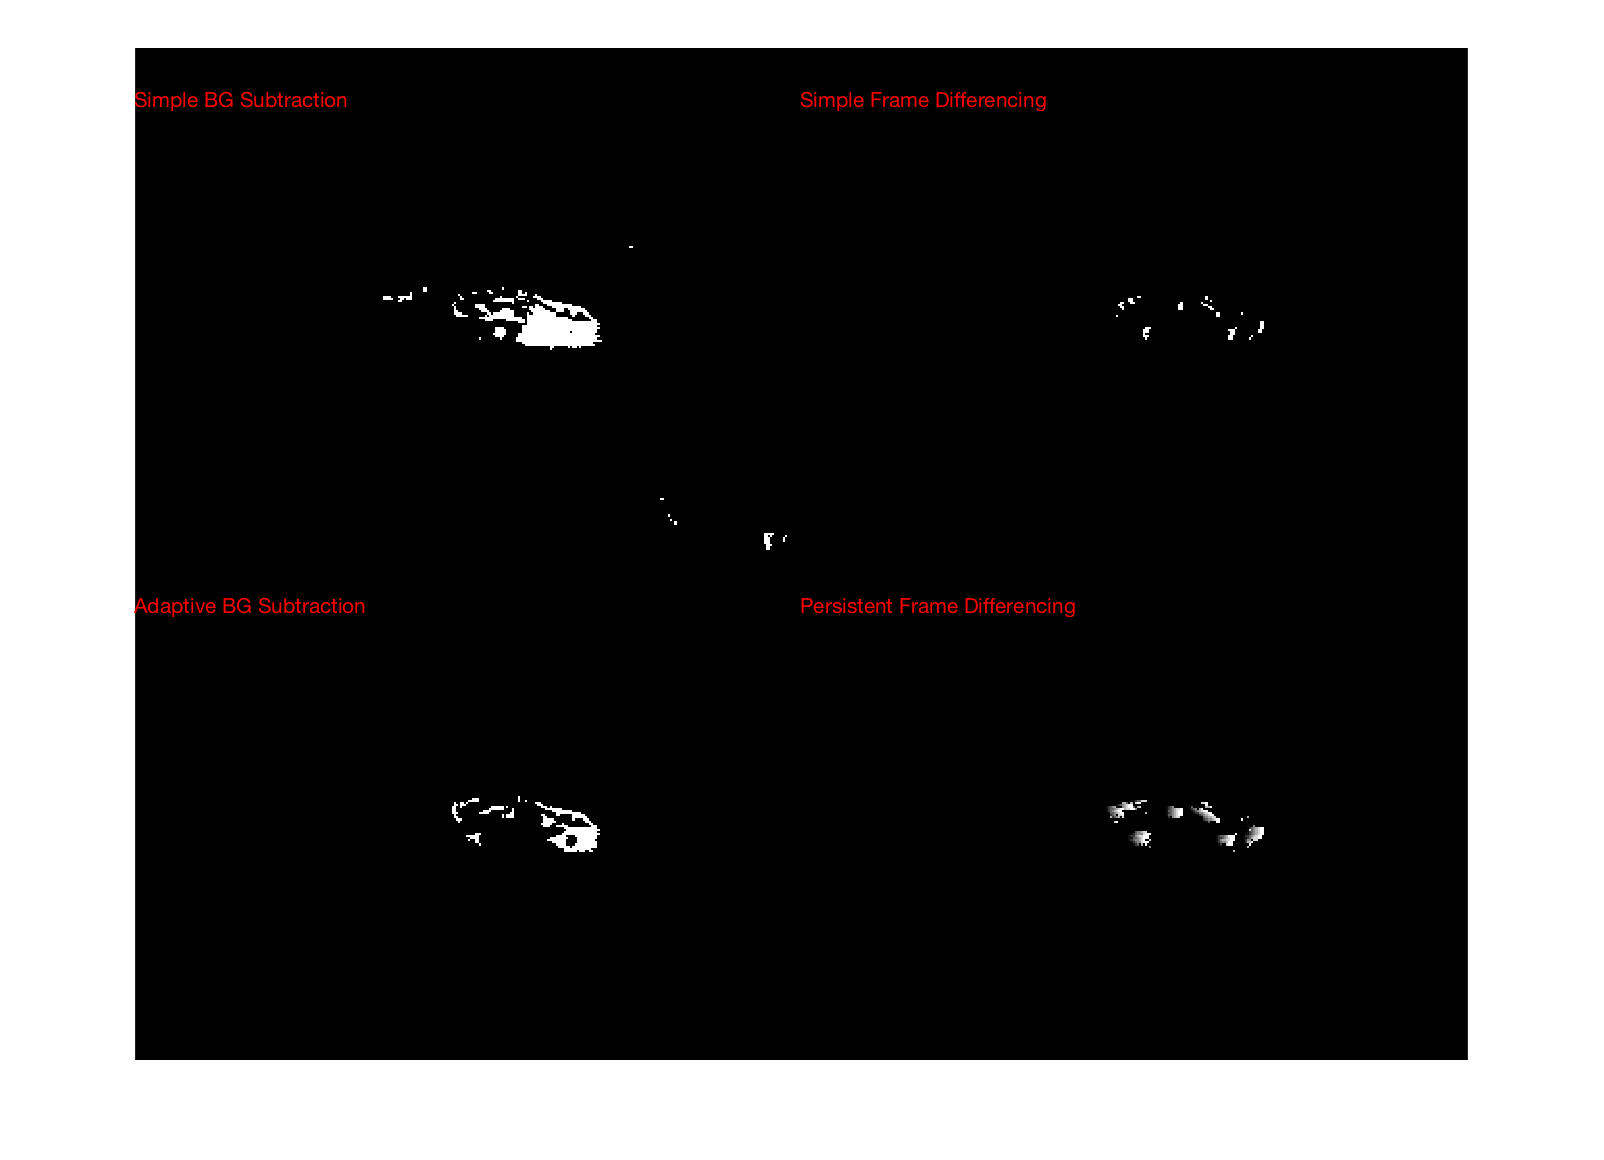 Simple BG Subtraction
Simple Frame Differencing
Adaptive BG Subtraction
Persistent Frame Differencing